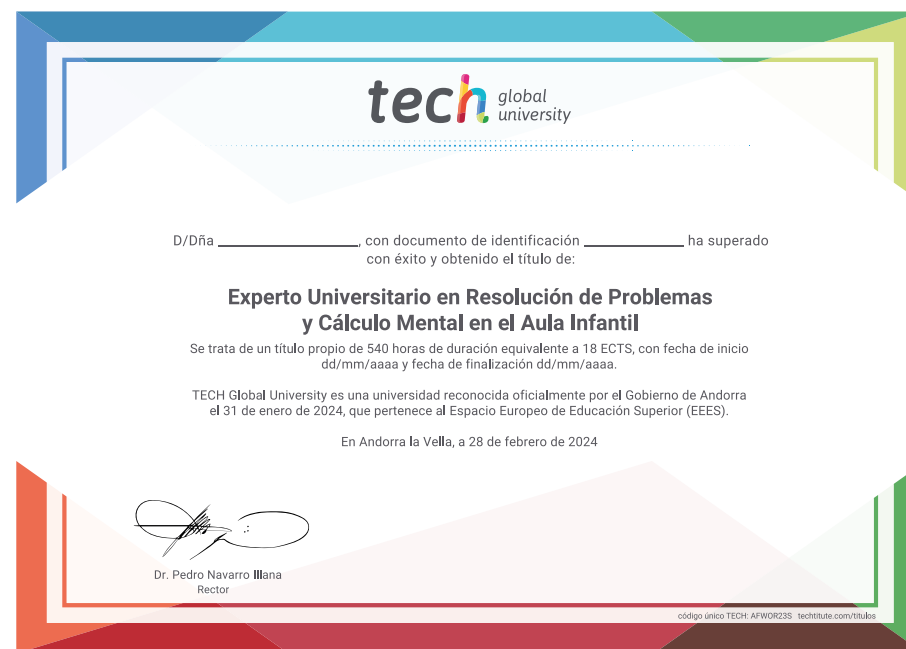 tech global university
D/Dña ____________________, con documento de identificación ______________ ha superado
con éxito y obtenido el título de:
Experto Universitario en Resolución de Problemas
y Cálculo Mental en el Aula Infantil
Se trata de un título propio de 540 horas de duración equivalente a 18 ECTS, con fecha de inicio
dd/mm/aaaa y fecha de finalización dd/mm/aaaa.
TECH Global University es una universidad reconocida oficialmente por el Gobierno de Andorra
el 31 de enero de 2024, que pertenece al Espacio Europeo de Educación Superior (EEES).
En Andorra la Vella, a 28 de febrero de 2024
Dr. Pedro Navarro Illana
Rector
código único TECH: AFWOR23S techtitute.com/titulos